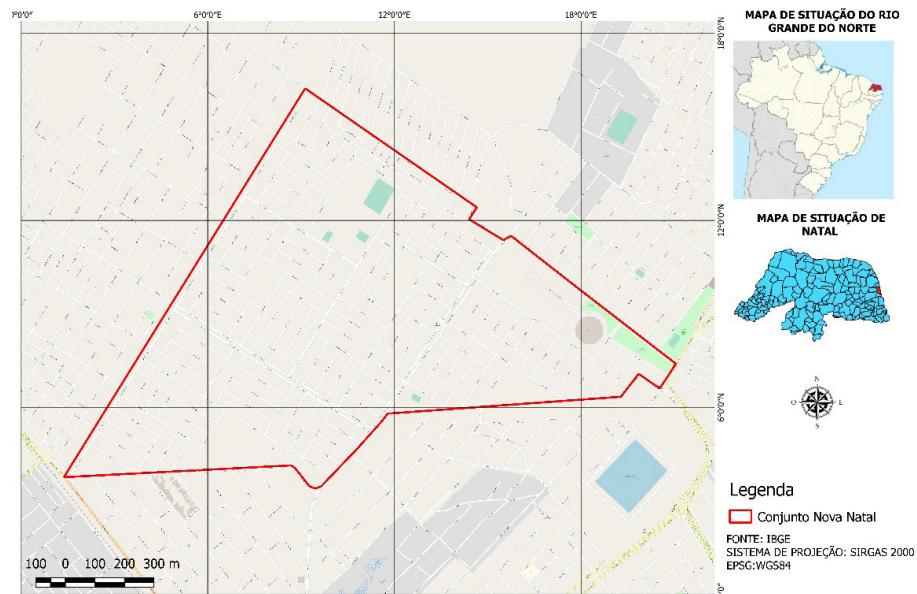 6°0'0"E
12°0'0"E
18°0'0"E
18°0'0"N
12°0'0"N
6°0'0"N
100 0 100 200 300 m
MAPA DE SITUAÇÃO DO RIO
GRANDE DO NORTE
MAPA DE SITUAÇÃO DE
NATAL
N
O L
S
Legenda
Conjunto Nova Natal
FONTE: IBGE
SISTEMA DE PROJEÇÃO: SIRGAS 2000
EPSG:WGS84